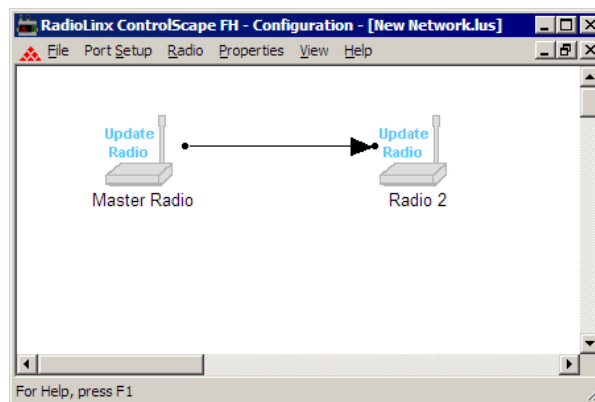 RadioLinx ControlScape FH - Configuration - [New Network.lus]
File Port Setup Radio Properties View Help
Update Radio
Update Radio
Master Radio
Radio 2
For Help, press F1